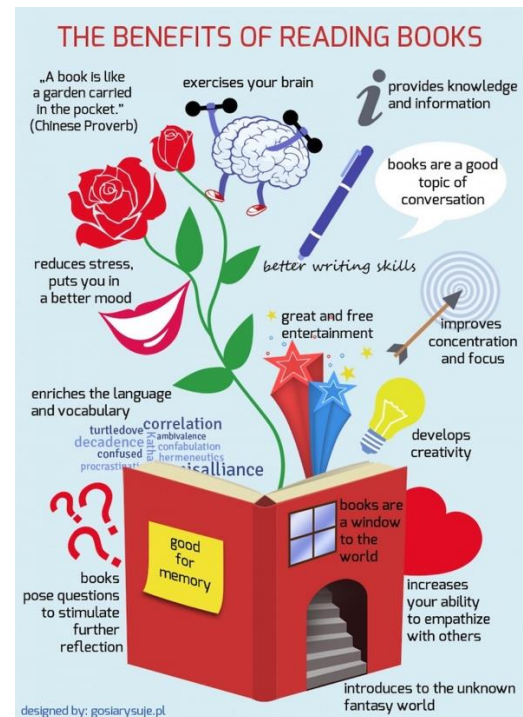 THE BENEFITS OF READING BOOKS
„A book is like
a garden carried
in the pocket.”
(Chinese Proverb)
exercises your brain
provides knowledge
and information
books are a good
topic of
conversation
reduces stress,
puts you in
a better mood
better writing skills
great and free
entertainment
improves
concentration
and focus
enriches the language
and vocabulary
correlation
turtledove
ambivalence
decadence
confabulation
confused
hermeneutics
develops
creativity
books are
a window
to the
world
good
for
memory
books
pose questions
to stimulate
further
reflection
increases
your ability
to empathize
with others
introduces to the unknown
fantasy world
designed by: gosiarysuje.pl